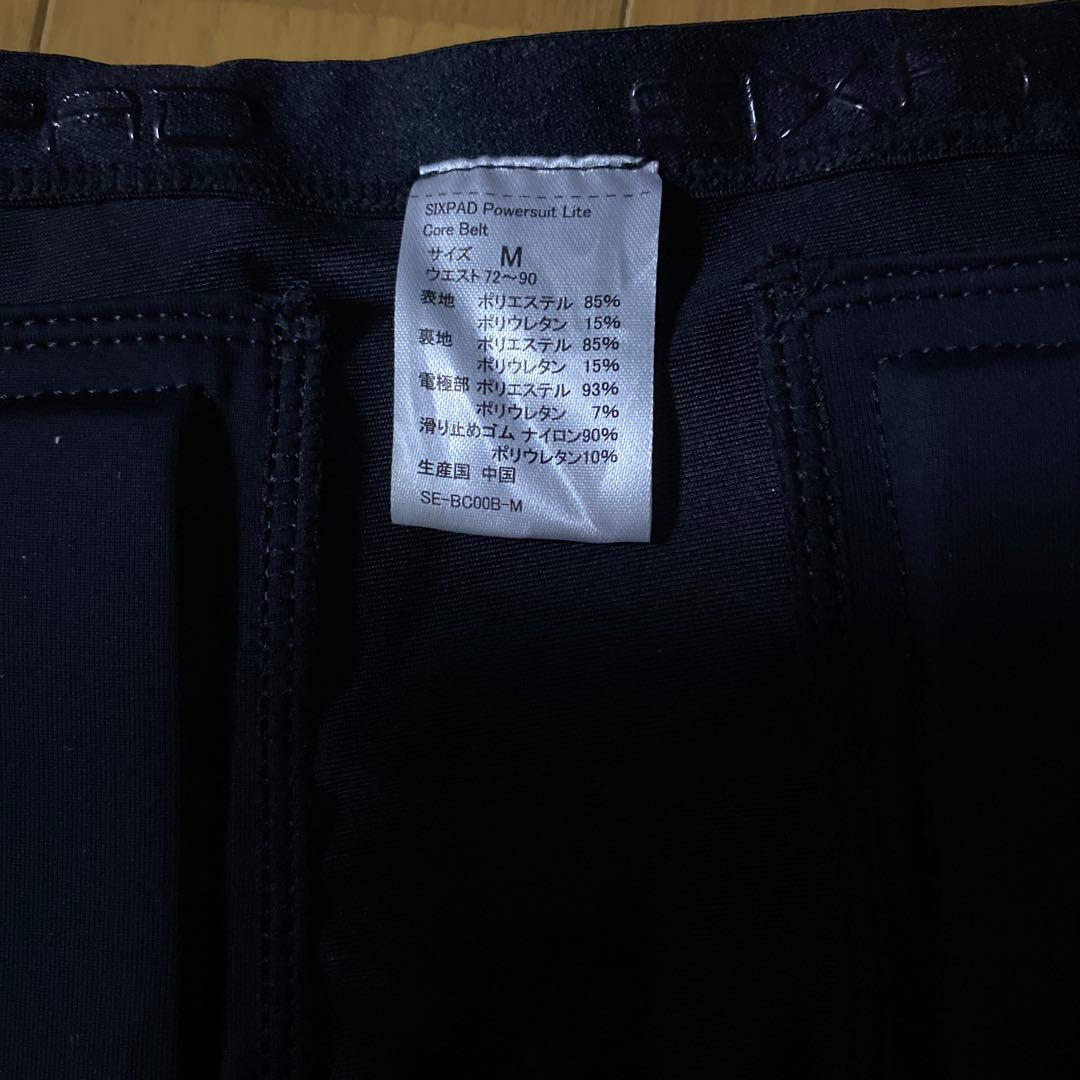 PAD SIXP
SIXPAD Powersuit Lite
Core Belt
サイズ M
ウエスト 72〜90
表地 ポリエステル 85%
ポリウレタン 15%
裏地 ポリエステル 85%
ポリウレタン 15%
電極部 ポリエステル 93%
ポリウレタン 7%
滑り止めゴム ナイロン90%
ポリウレタン10%
生産国 中国
SE-BC00B-M